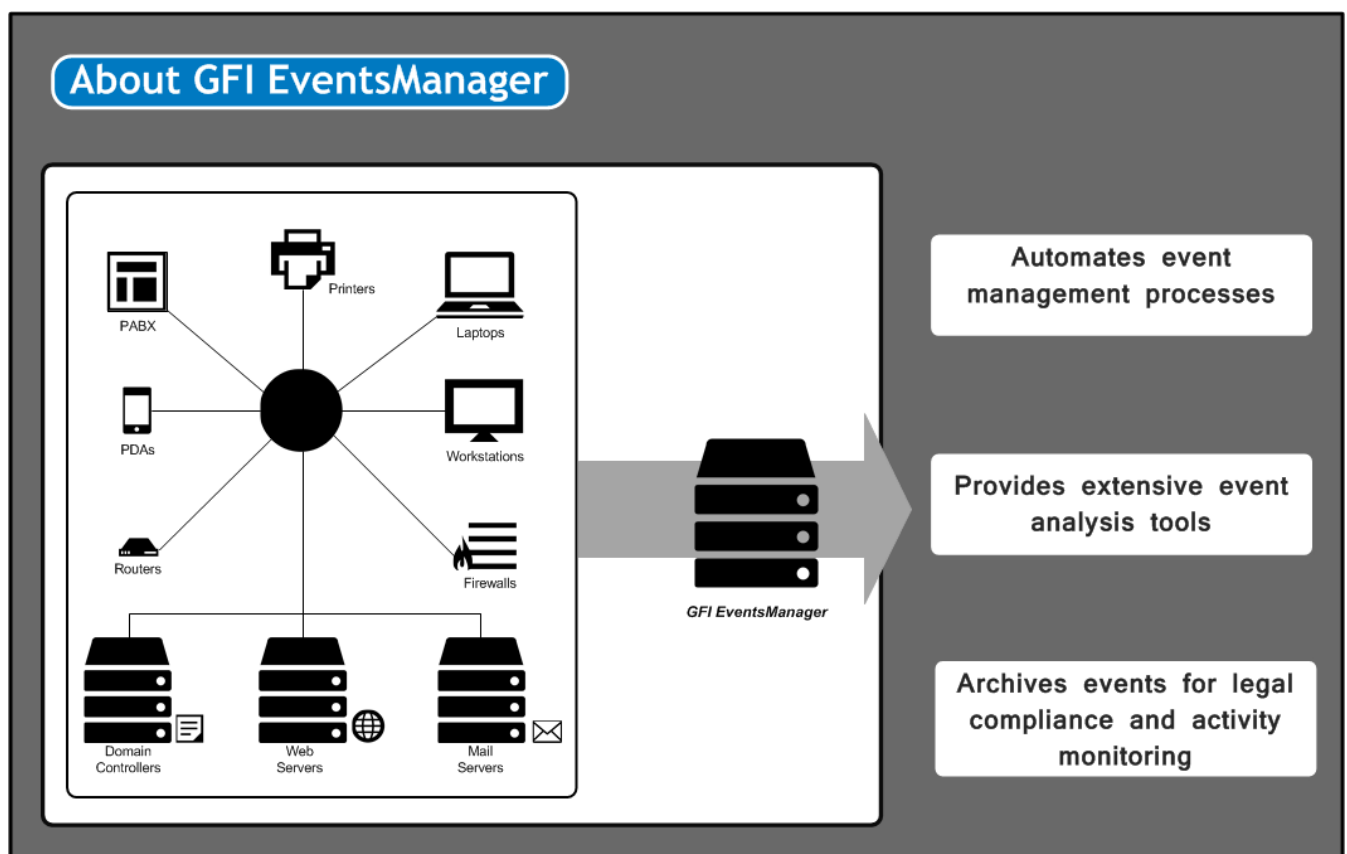 About GFI EventsManager
Printers
PABX
Laptops
PDAs
Workstations
Routers
Firewalls
Domain
Controllers
Web
Servers
Mail
Servers
GFI EventsManager
Automates event
management processes
Provides extensive event
analysis tools
Archives events for legal
compliance and activity
monitoring